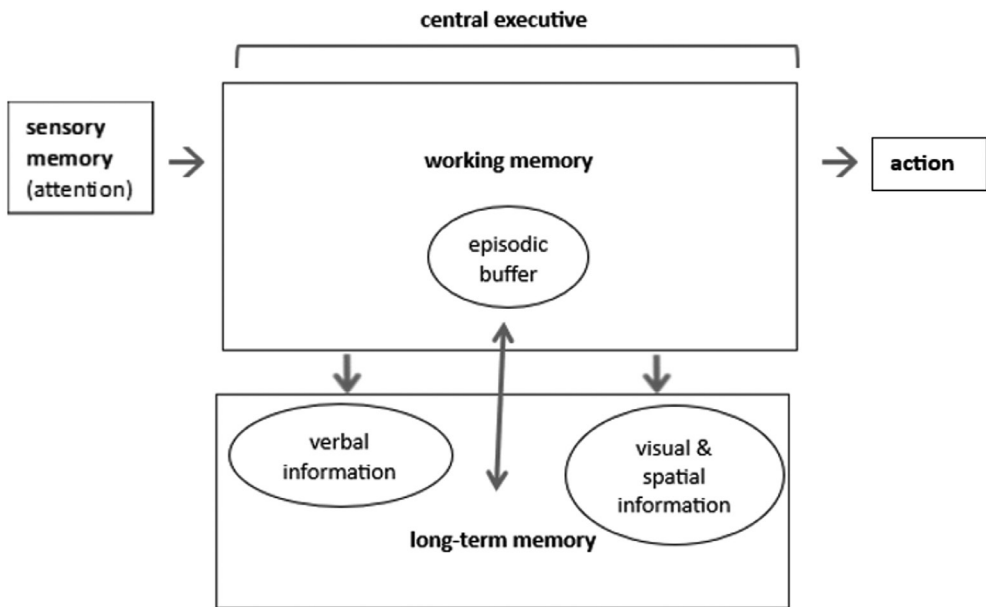 central executive
sensory
memory
(attention)
working memory
action
episodic
buffer
verbal
information
visual &
spatial
information
long-term memory